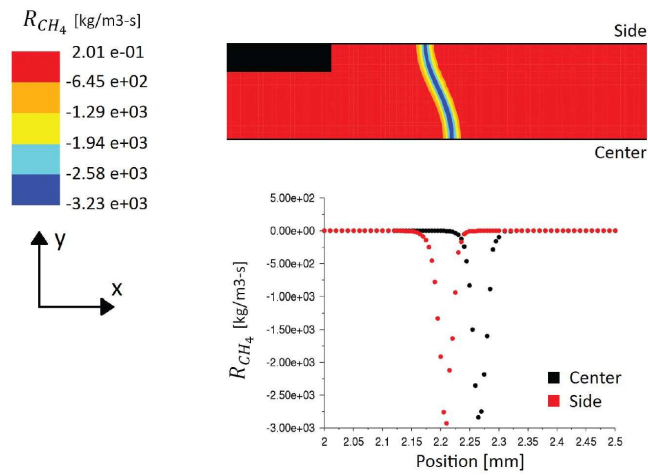 R_CH₄ [kg/m3-s]
2.01 e-01
-6.45 e+02
-1.29 e+03
-1.94 e+03
-2.58 e+03
-3.23 e+03
y
x
Side
Center
5.00e+02
0.00e+00
-5.00e+02
-1.00e+03
-1.50e+03
-2.00e+03
-2.50e+03
-3.00e+03
R_CH₄ [kg/m3-s]
Center
Side
2 2.05 2.1 2.15 2.2 2.25 2.3 2.35 2.4 2.45 2.5
Position [mm]